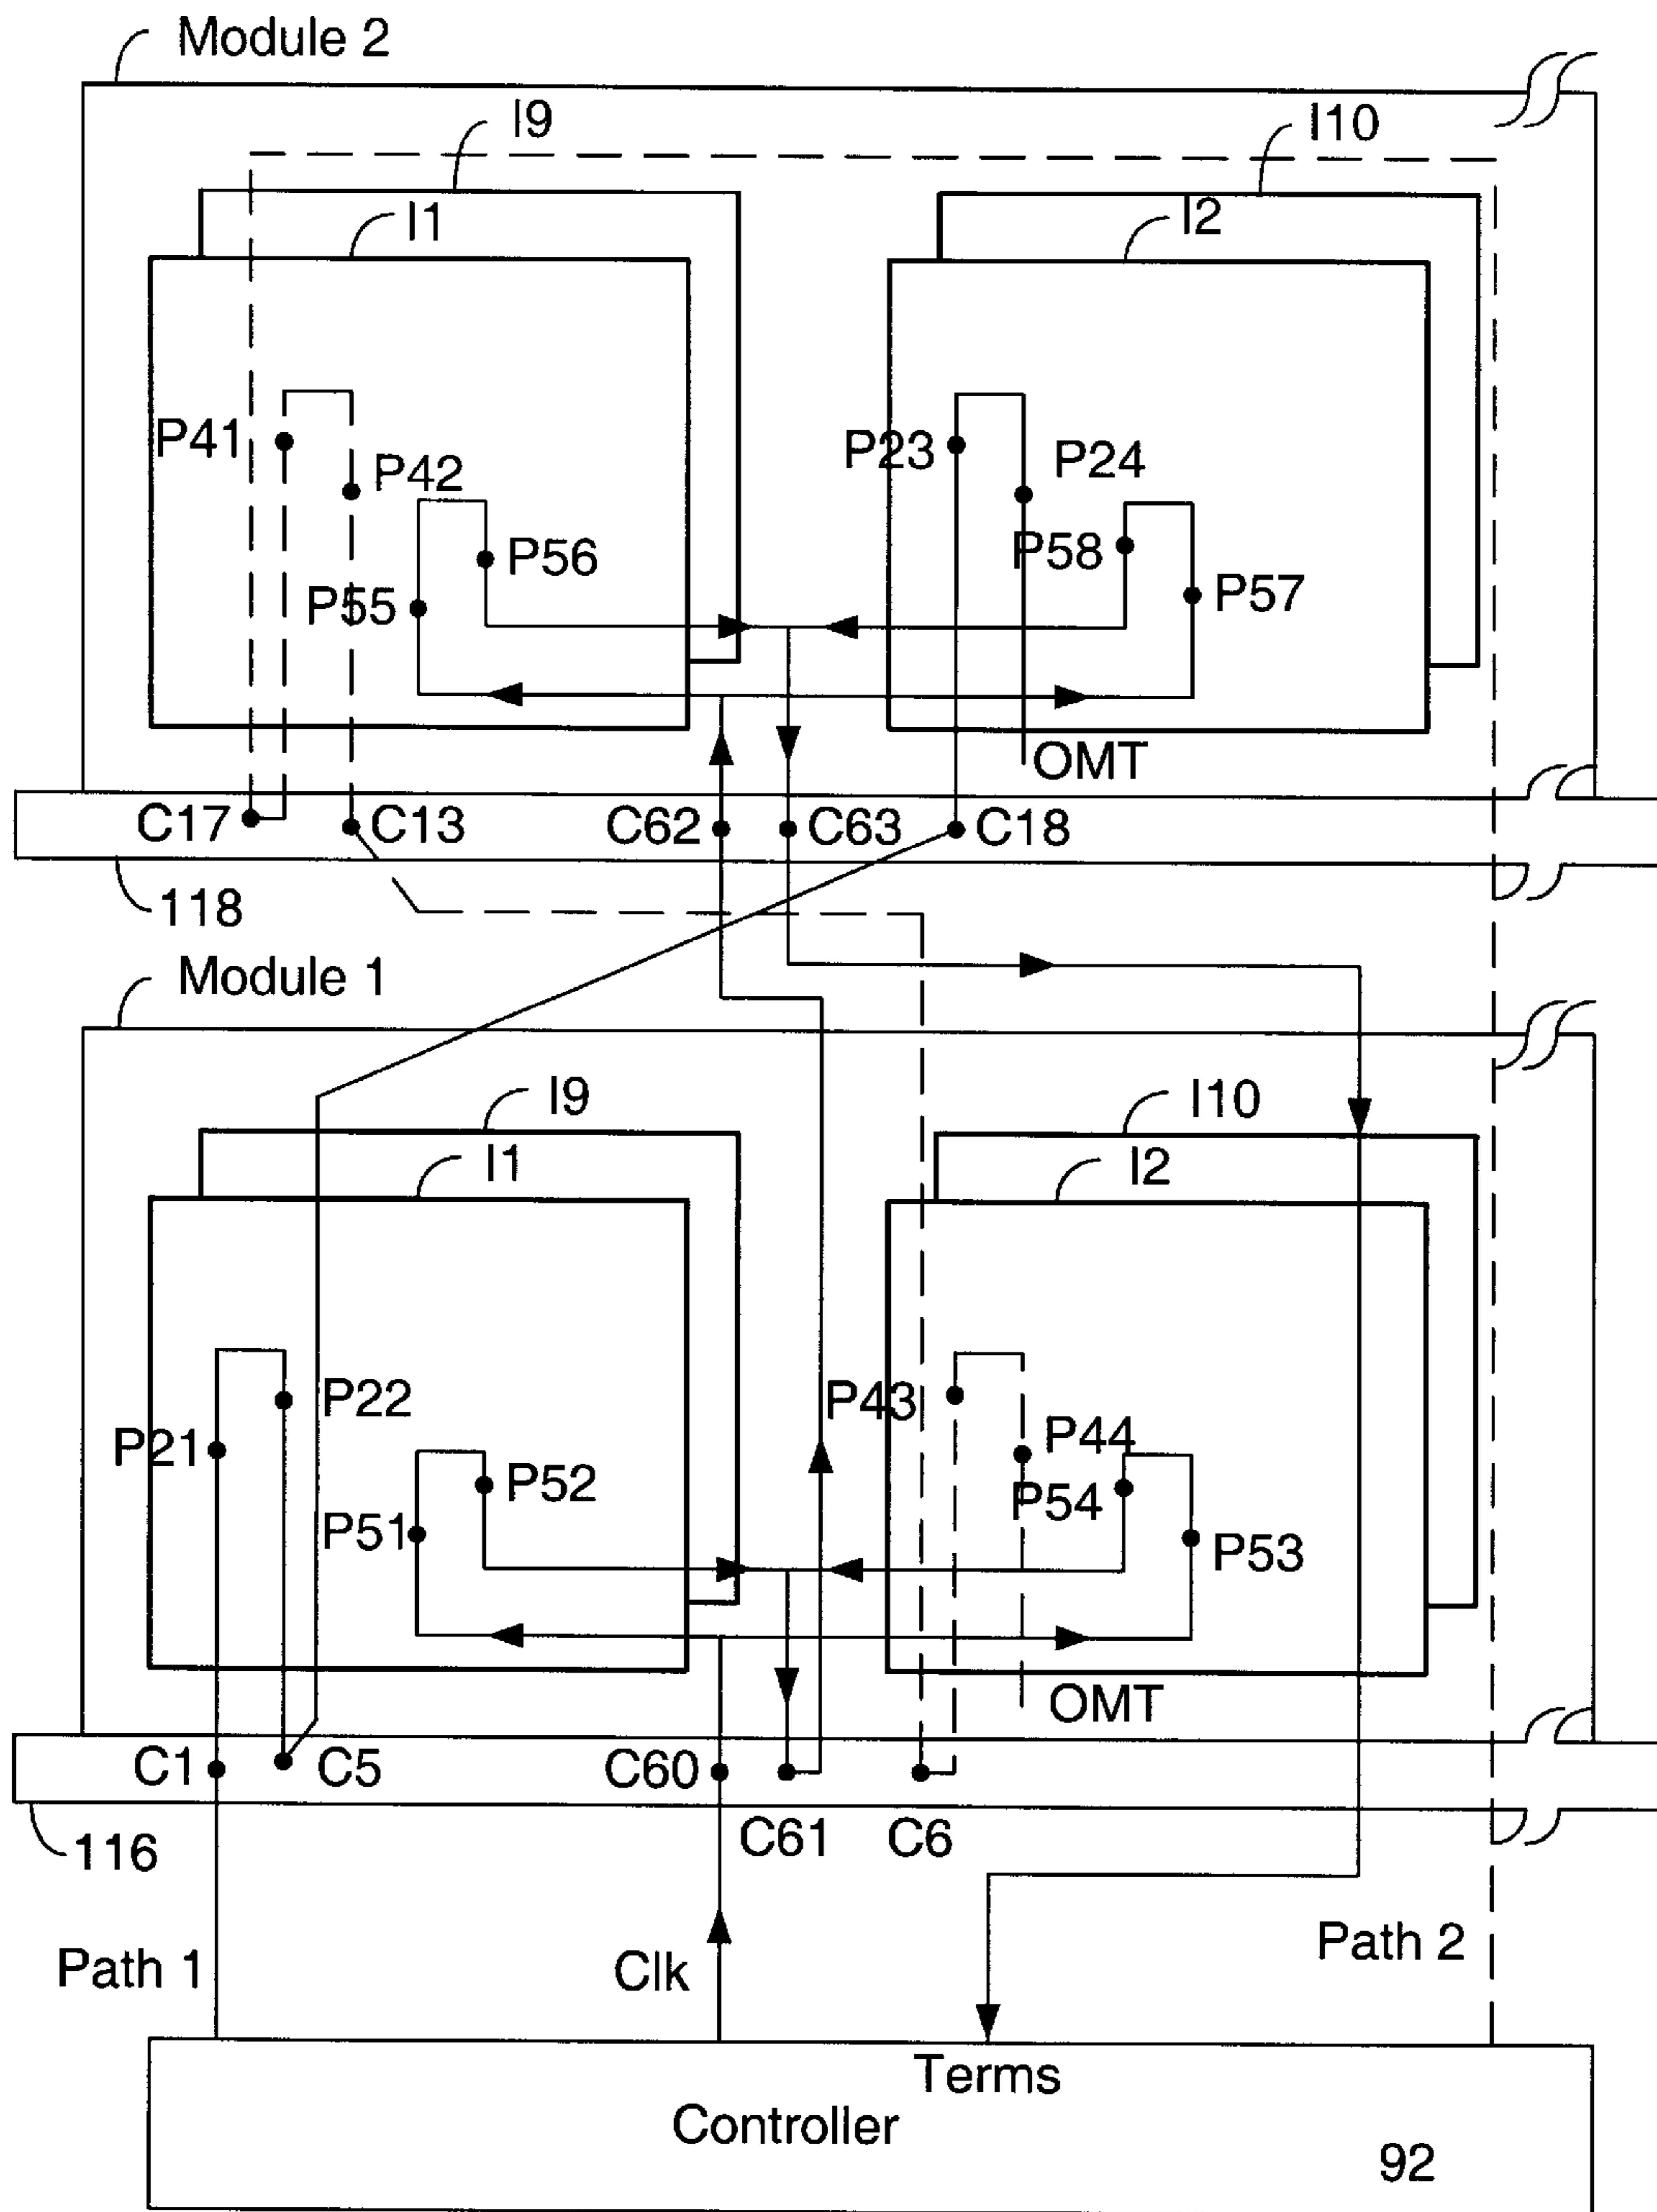 Module 2
I9
I10
I1
I2
P41
P42
P23
P24
P56
P58
P55
P57
OMT
C17
C13
C62
C63
C18
118
Module 1
I9
I10
I1
I2
P22
P43
P21
P44
P52
P54
P51
P53
OMT
C1
C5
C60
C61
C6
116
Path 1
Clk
Path 2
Terms
Controller
92